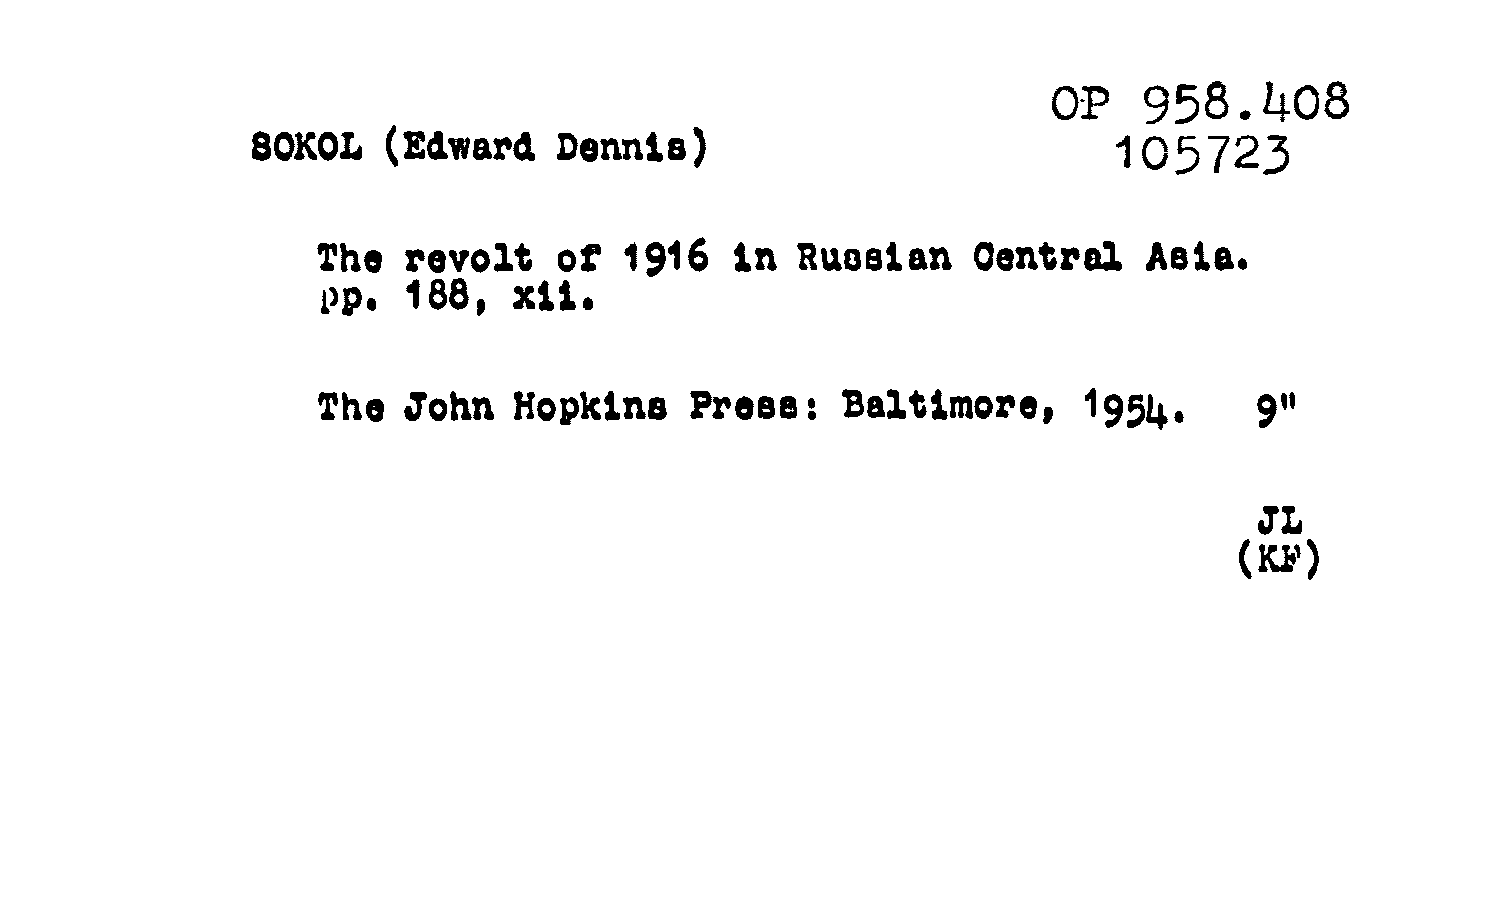 OP 958.408
SOKOL (Edward Dennis)
105723
The revolt of 1916 in Russian Central Asia.
pp. 188, xii.
The John Hopkins Press: Baltimore, 1954. 9"
JL
(KF)